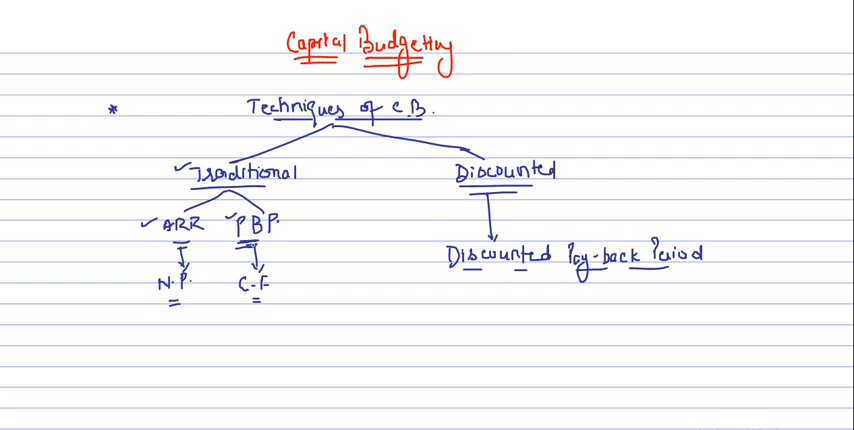 Capital Budgeting
* Techniques of C B.
Traditional Discounted
ARR PBP.
Discounted Pay-back Period
N.P. C-F